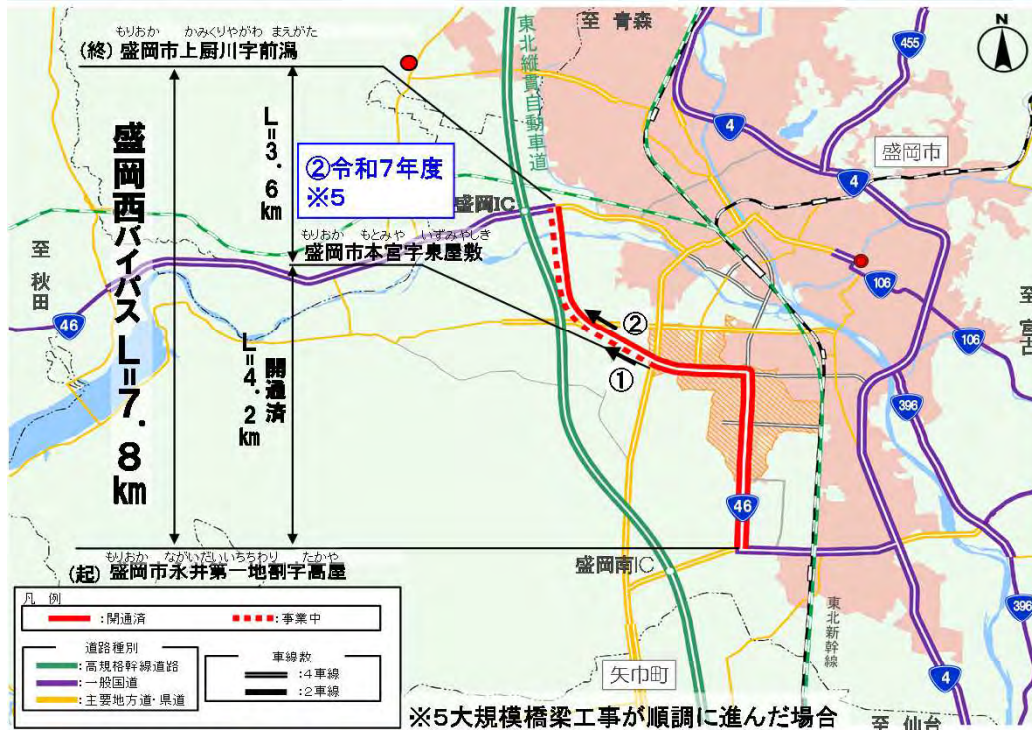 至 青森
N
もりおか かみくりやがわ まえがた
(終) 盛岡市上厨川字前潟
東北縦貫自動車道
455
4
盛岡市
4
L=3.6km
②令和7年度
※5
盛岡IC
もりおか もとみや いずみやしき
盛岡市本宮字泉屋敷
至 秋田
46
盛岡西バイパス L=7.8km
開通済
L=4.2km
②
①
106
106
至 宮古
396
46
もりおか ながいだいいちちわり たかや
(起) 盛岡市永井第一地割字高屋
盛岡南IC
396
凡 例
:開通済
:事業中
道路種別
:高規格幹線道路
:一般国道
:主要地方道・県道
車線数
:4車線
:2車線
東北新幹線
矢巾町
4
※5大規模橋梁工事が順調に進んだ場合
至 仙台